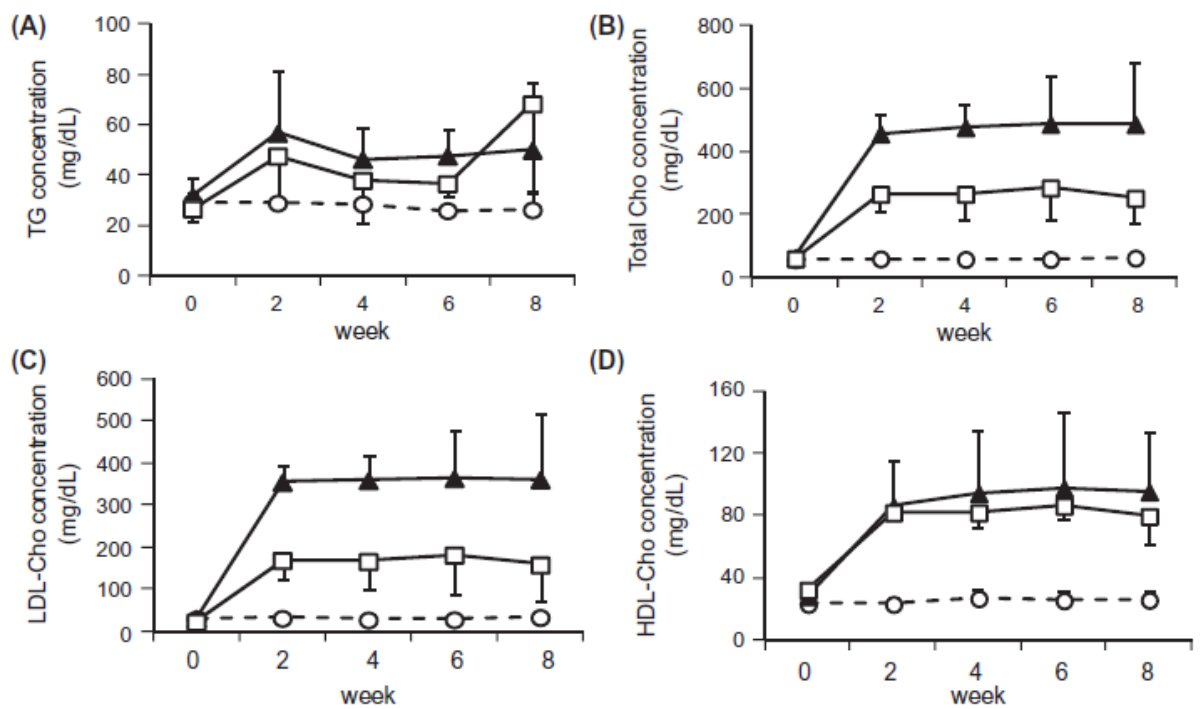 (A)
TG concentration
(mg/dL)
100
80
60
40
20
0
0 2 4 6 8
week
(B)
Total Cho concentration
(mg/dL)
800
600
400
200
0
0 2 4 6 8
week
(C)
LDL-Cho concentration
(mg/dL)
600
500
400
300
200
100
0
0 2 4 6 8
week
(D)
HDL-Cho concentration
(mg/dL)
160
120
80
40
0
0 2 4 6 8
week